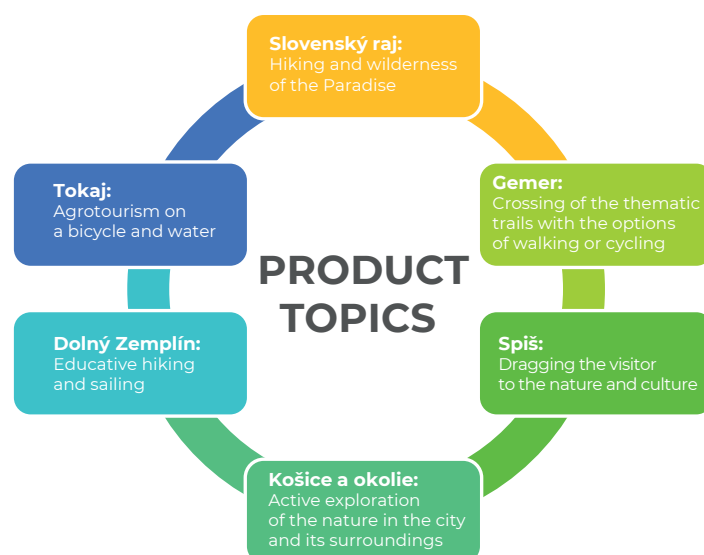 Slovenský raj:
Hiking and wilderness
of the Paradise
Gemer:
Crossing of the thematic
trails with the options
of walking or cycling
Spiš:
Dragging the visitor
to the nature and culture
Košice a okolie:
Active exploration
of the nature in the city
and its surroundings
Dolný Zemplín:
Educative hiking
and sailing
Tokaj:
Agrotourism on
a bicycle and water
PRODUCT
TOPICS